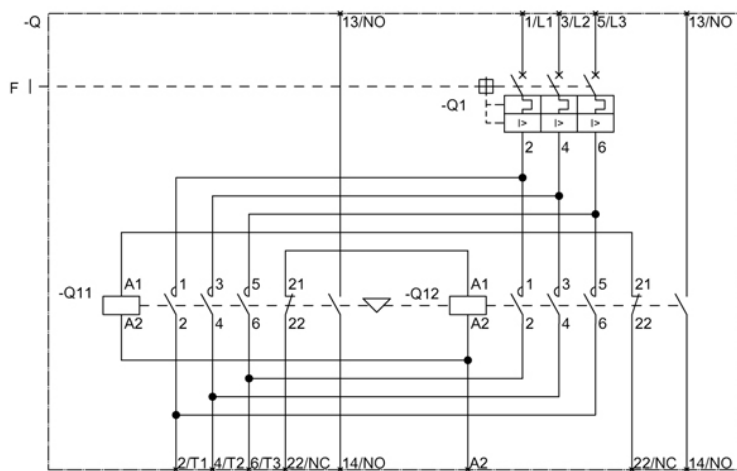 -Q 13/NO 1/L1 3/L2 5/L3 13/NO
F
-Q1
I> I> I>
2 4 6
-Q11 A1 1 3 5 21 -Q12 A1 1 3 5 21
A2 2 4 6 22 A2 2 4 6 22
2/T1 4/T2 6/T3 22/NC 14/NO A2 22/NC 14/NO